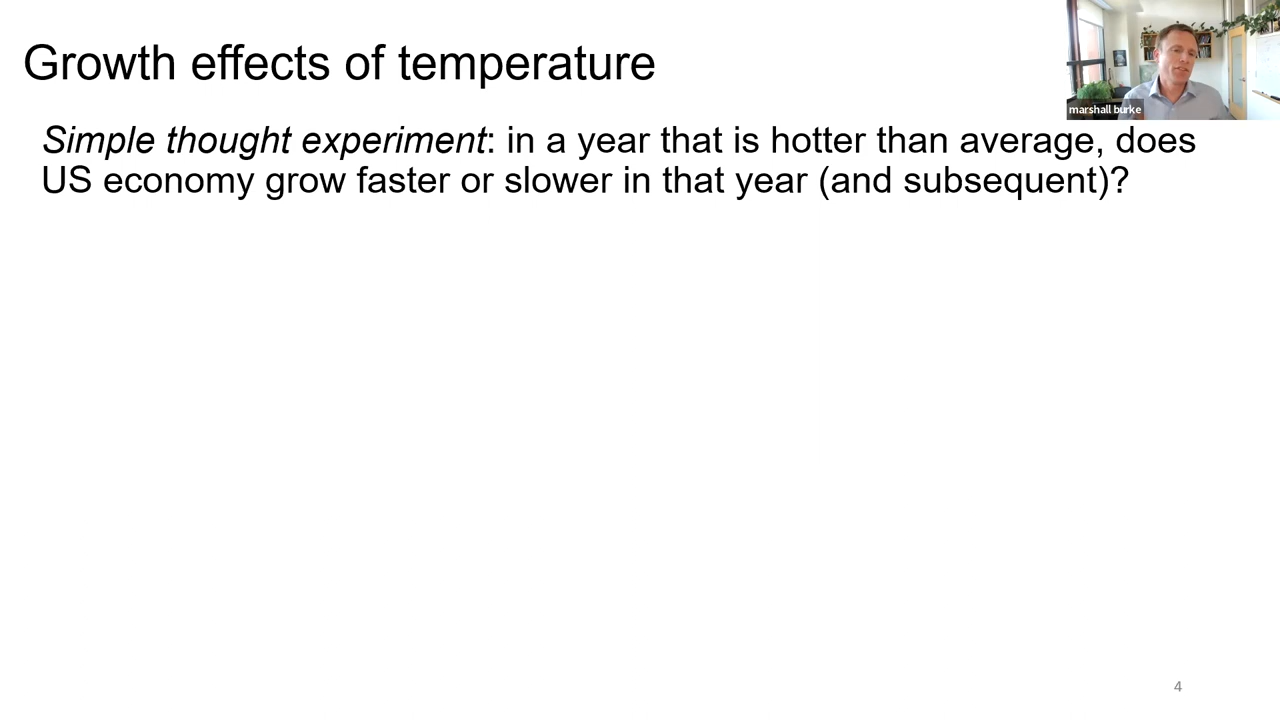 Growth effects of temperature
marshall burke
Simple thought experiment: in a year that is hotter than average, does
US economy grow faster or slower in that year (and subsequent)?
4